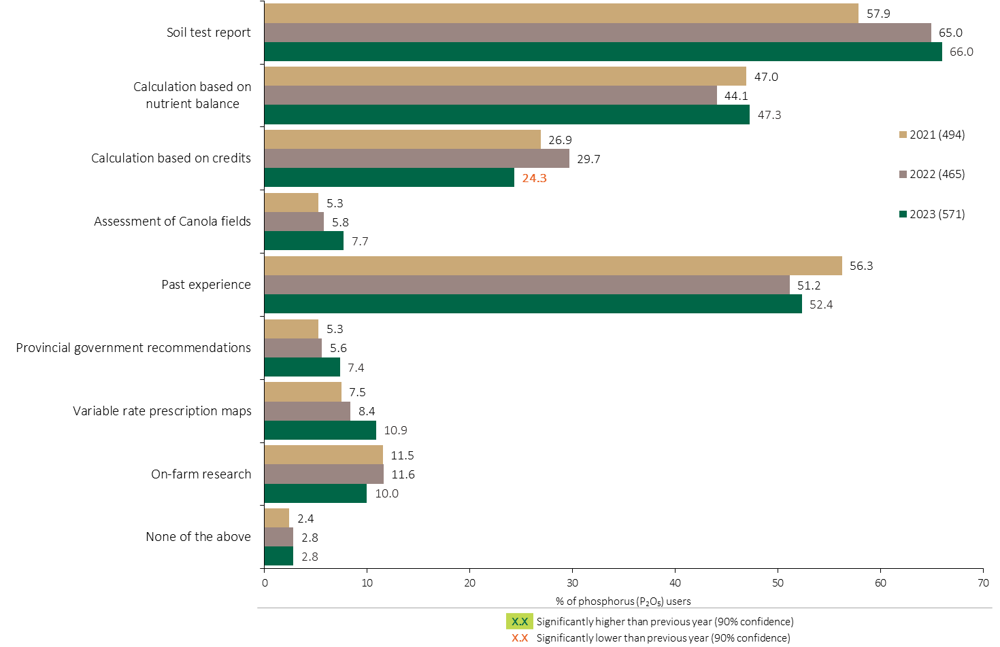 Soil test report
57.9
65.0
66.0
Calculation based on
nutrient balance
47.0
44.1
47.3
Calculation based on credits
26.9
29.7
24.3
Assessment of Canola fields
5.3
5.8
7.7
Past experience
56.3
51.2
52.4
Provincial government recommendations
5.3
5.6
7.4
Variable rate prescription maps
7.5
8.4
10.9
On-farm research
11.5
11.6
10.0
None of the above
2.4
2.8
2.8
2021 (494)
2022 (465)
2023 (571)
0 10 20 30 40 50 60 70
% of phosphorus (P₂O₅) users
X.X Significantly higher than previous year (90% confidence)
X.X Significantly lower than previous year (90% confidence)